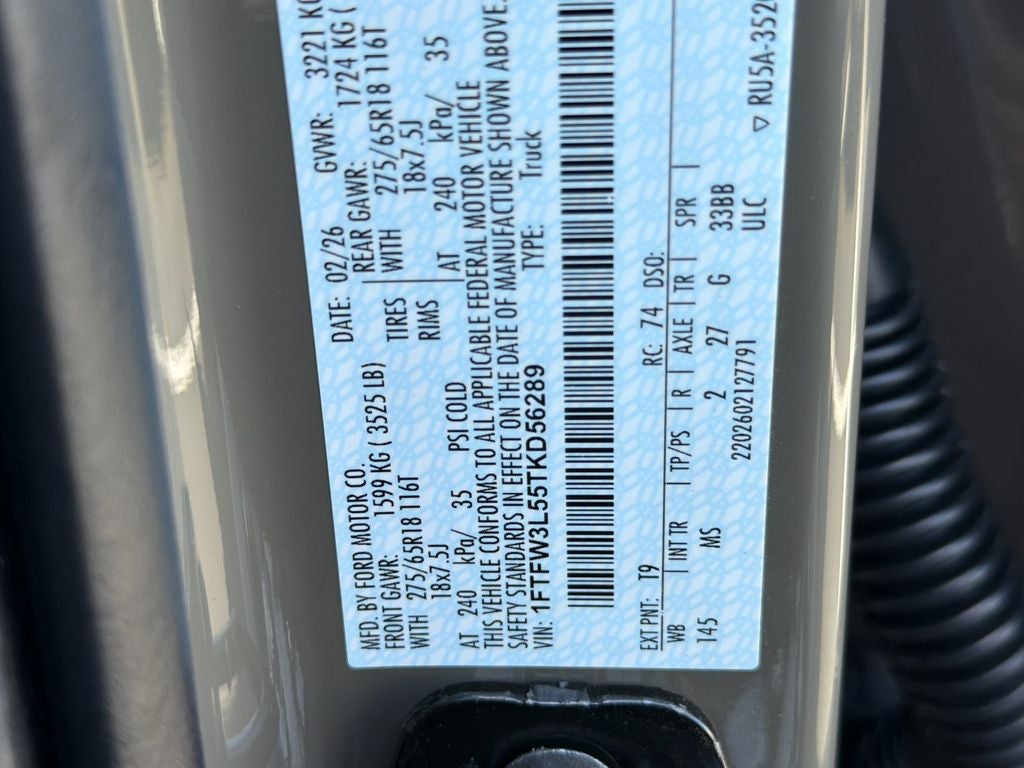 MFD. BY FORD MOTOR CO.
DATE: 02/26 GVWR: 3221 KG
FRONT GAWR: 1599 KG ( 3525 LB)
REAR GAWR: 1724 KG (
WITH 275/65R18 116T TIRES
WITH 275/65R18 116T
18x7.5J RIMS
18x7.5J
AT 240 kPa/ 35 PSI COLD
AT 240 kPa/ 35
THIS VEHICLE CONFORMS TO ALL APPLICABLE FEDERAL MOTOR VEHICLE
SAFETY STANDARDS IN EFFECT ON THE DATE OF MANUFACTURE SHOWN ABOVE.
VIN: 1FTFW3L55TKD56289 TYPE: Truck
EXT PNT: T9 RC: 74 DSO:
WB INT TR TP/PS R AXLE TR SPR
145 MS 2 27 G 33BB
2202602127791 ULC
▽ RU5A-3520